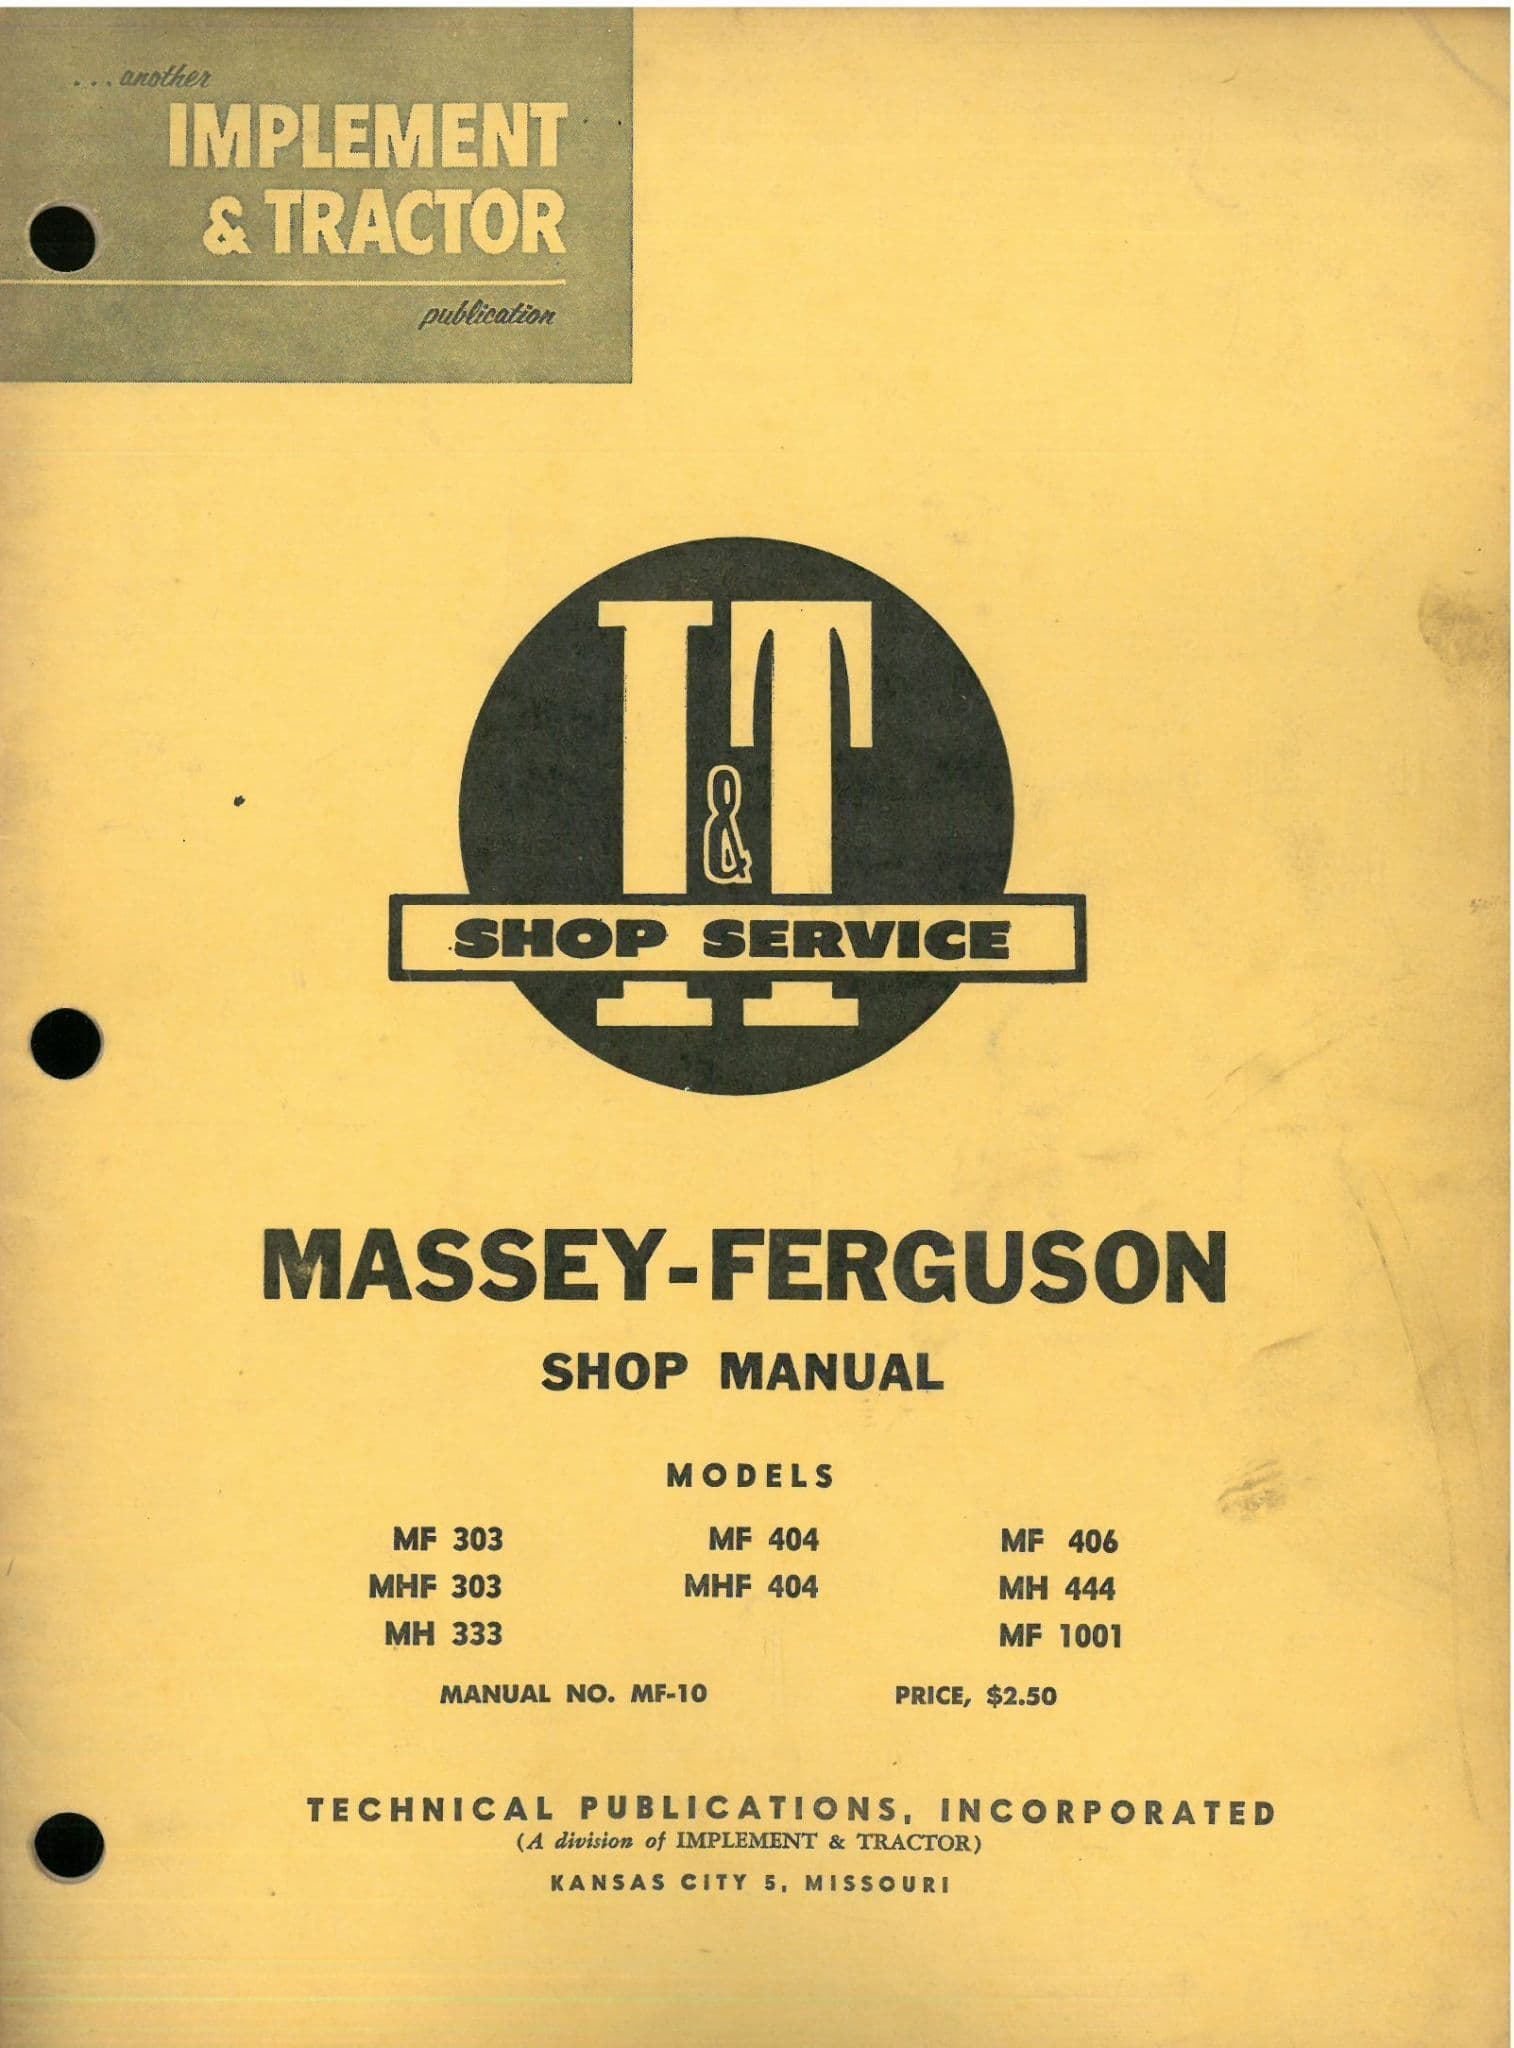 ...another
IMPLEMENT
& TRACTOR
publication
I&T
SHOP SERVICE
MASSEY-FERGUSON
SHOP MANUAL
MODELS
MF 303 MF 404 MF 406
MHF 303 MHF 404 MH 444
MH 333 MF 1001
MANUAL NO. MF-10 PRICE, $2.50
TECHNICAL PUBLICATIONS, INCORPORATED
(A division of IMPLEMENT & TRACTOR)
KANSAS CITY 5, MISSOURI